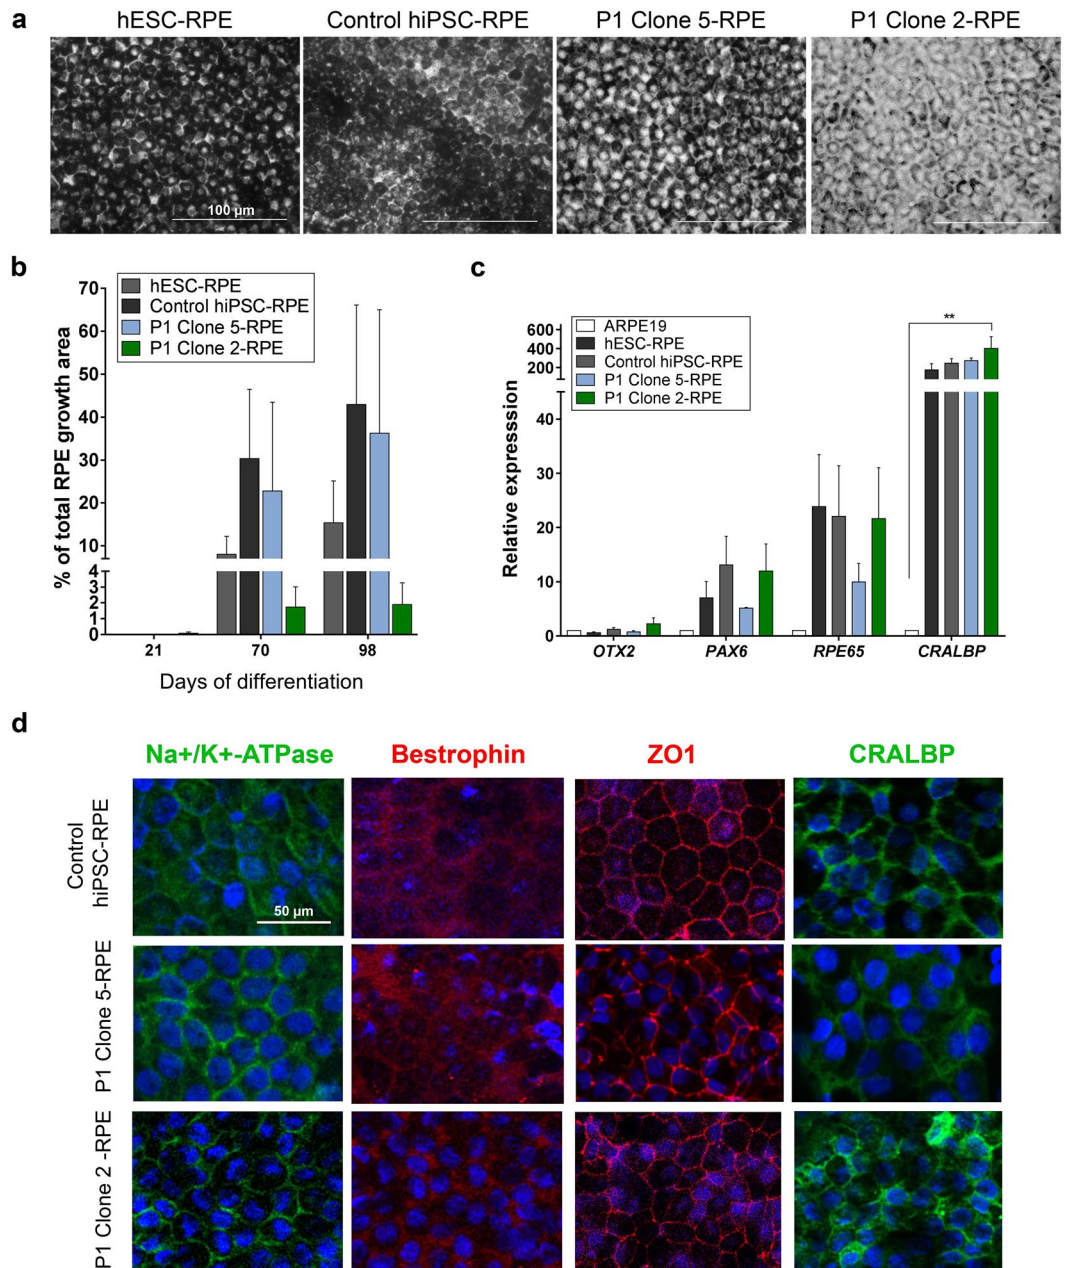 a
hESC-RPE
Control hiPSC-RPE
P1 Clone 5-RPE
P1 Clone 2-RPE
100 µm
b
hESC-RPE
Control hiPSC-RPE
P1 Clone 5-RPE
P1 Clone 2-RPE
% of total RPE growth area
70
60
50
40
30
20
10
4
3
2
1
0
21
70
98
Days of differentiation
c
ARPE19
hESC-RPE
Control hiPSC-RPE
P1 Clone 5-RPE
P1 Clone 2-RPE
**
Relative expresssion
600
400
200
40
30
20
10
0
OTX2
PAX6
RPE65
CRALBP
d
Na+/K+-ATPase
Bestrophin
ZO1
CRALBP
Control
hiPSC-RPE
50 µm
P1 Clone 5-RPE
P1 Clone 2 -RPE